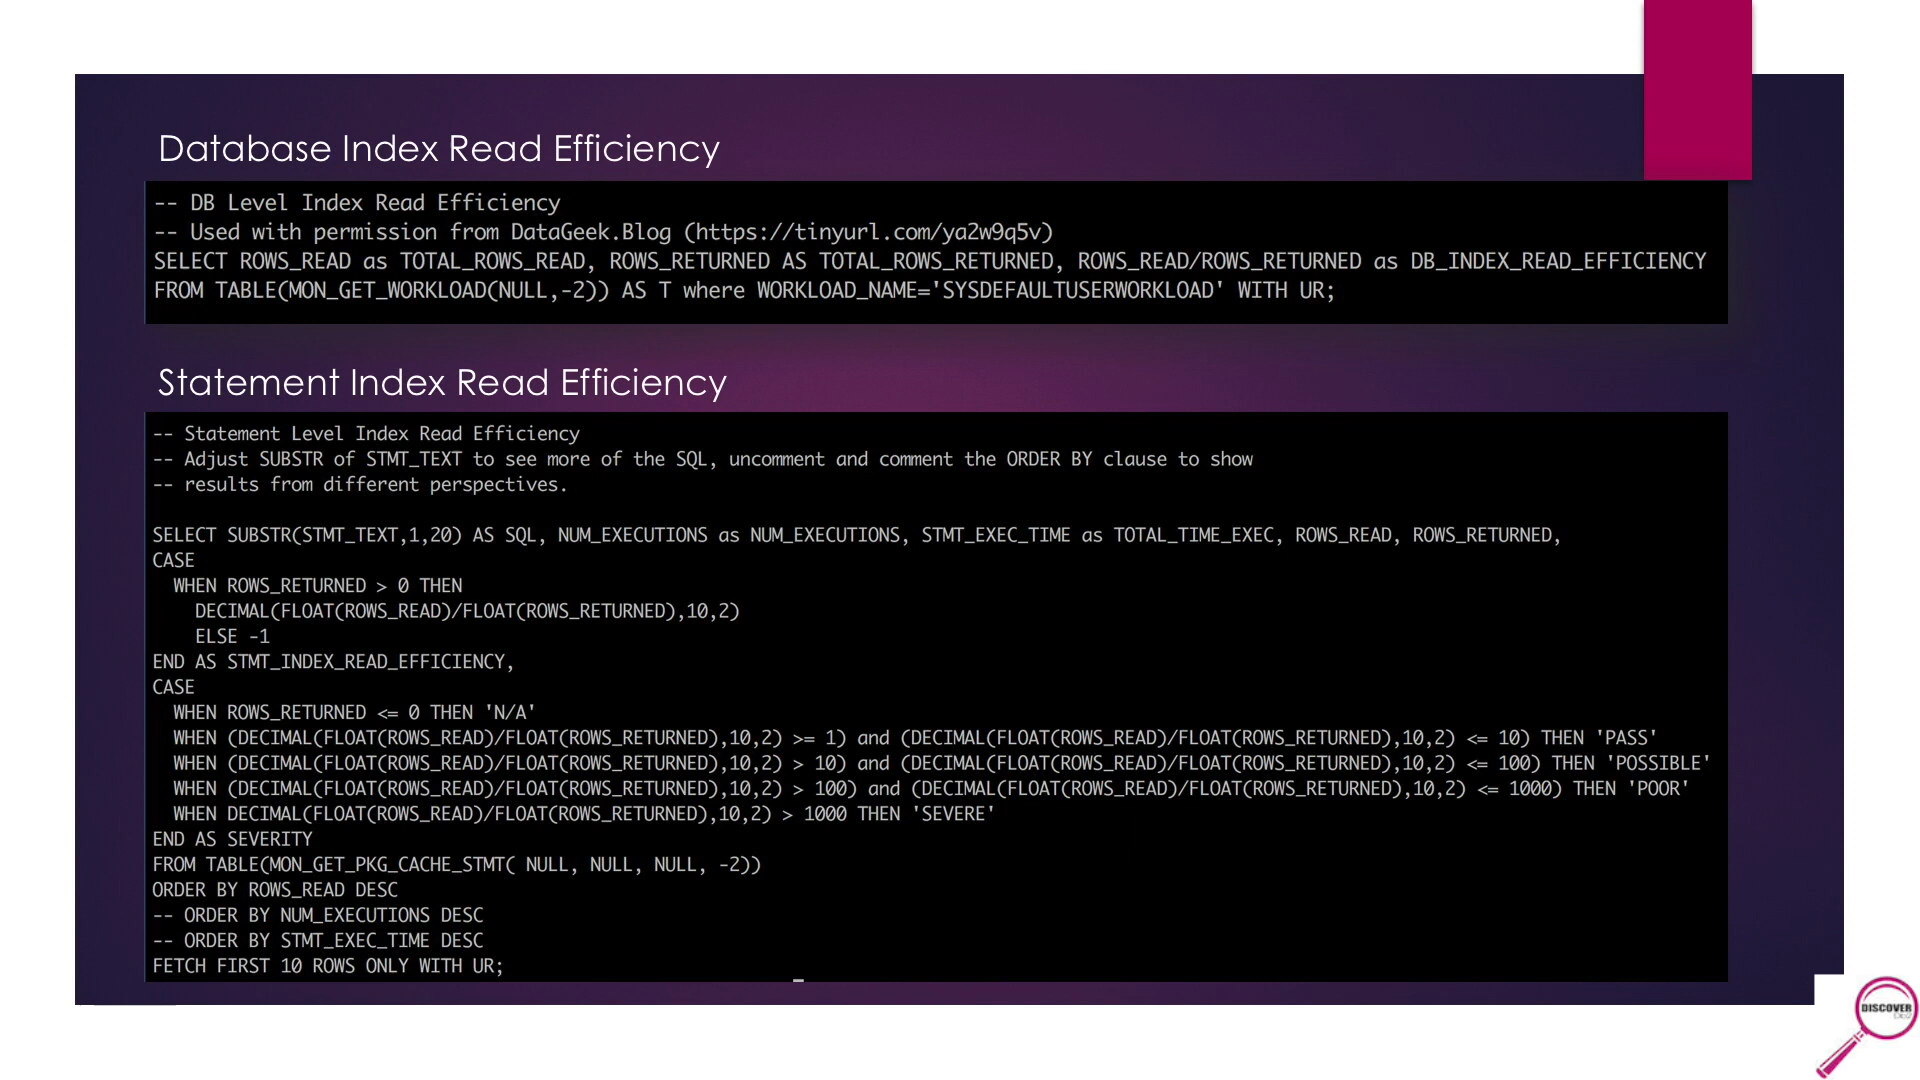 Database Index Read Efficiency
-- DB Level Index Read Efficiency
-- Used with permission from DataGeek.Blog (https://tinyurl.com/ya2w9q5v)
SELECT ROWS_READ as TOTAL_ROWS_READ, ROWS_RETURNED AS TOTAL_ROWS_RETURNED, ROWS_READ/ROWS_RETURNED as DB_INDEX_READ_EFFICIENCY
FROM TABLE(MON_GET_WORKLOAD(NULL,-2)) AS T where WORKLOAD_NAME='SYSDEFAULTUSERWORKLOAD' WITH UR;
Statement Index Read Efficiency
-- Statement Level Index Read Efficiency
-- Adjust SUBSTR of STMT_TEXT to see more of the SQL, uncomment and comment the ORDER BY clause to show
-- results from different perspectives.
SELECT SUBSTR(STMT_TEXT,1,20) AS SQL, NUM_EXECUTIONS as NUM_EXECUTIONS, STMT_EXEC_TIME as TOTAL_TIME_EXEC, ROWS_READ, ROWS_RETURNED,
CASE
  WHEN ROWS_RETURNED > 0 THEN
    DECIMAL(FLOAT(ROWS_READ)/FLOAT(ROWS_RETURNED),10,2)
    ELSE -1
END AS STMT_INDEX_READ_EFFICIENCY,
CASE
  WHEN ROWS_RETURNED <= 0 THEN 'N/A'
  WHEN (DECIMAL(FLOAT(ROWS_READ)/FLOAT(ROWS_RETURNED),10,2) >= 1) and (DECIMAL(FLOAT(ROWS_READ)/FLOAT(ROWS_RETURNED),10,2) <= 10) THEN 'PASS'
  WHEN (DECIMAL(FLOAT(ROWS_READ)/FLOAT(ROWS_RETURNED),10,2) > 10) and (DECIMAL(FLOAT(ROWS_READ)/FLOAT(ROWS_RETURNED),10,2) <= 100) THEN 'POSSIBLE'
  WHEN (DECIMAL(FLOAT(ROWS_READ)/FLOAT(ROWS_RETURNED),10,2) > 100) and (DECIMAL(FLOAT(ROWS_READ)/FLOAT(ROWS_RETURNED),10,2) <= 1000) THEN 'POOR'
  WHEN DECIMAL(FLOAT(ROWS_READ)/FLOAT(ROWS_RETURNED),10,2) > 1000 THEN 'SEVERE'
END AS SEVERITY
FROM TABLE(MON_GET_PKG_CACHE_STMT( NULL, NULL, NULL, -2))
ORDER BY ROWS_READ DESC
-- ORDER BY NUM_EXECUTIONS DESC
-- ORDER BY STMT_EXEC_TIME DESC
FETCH FIRST 10 ROWS ONLY WITH UR;
DISCOVER